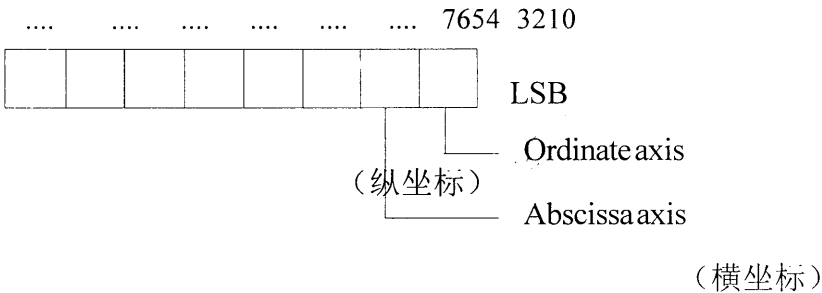 .... .... .... .... .... .... 7654 3210
LSB
Ordinate axis
（纵坐标）
Abscissa axis
（横坐标）